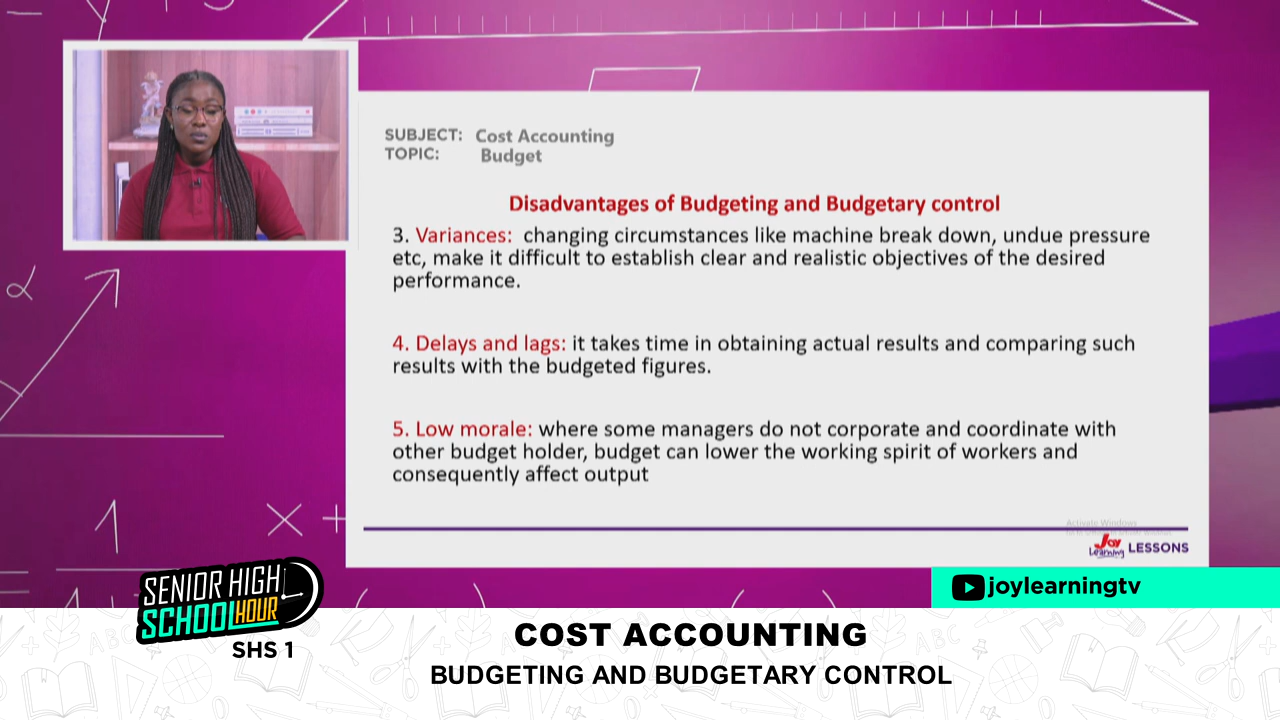 SUBJECT: Cost Accounting
TOPIC: Budget
Disadvantages of Budgeting and Budgetary control
3. Variances: changing circumstances like machine break down, undue pressure
etc, make it difficult to establish clear and realistic objectives of the desired
performance.
4. Delays and lags: it takes time in obtaining actual results and comparing such
results with the budgeted figures.
5. Low morale: where some managers do not corporate and coordinate with
other budget holder, budget can lower the working spirit of workers and
consequently affect output
Activate Windows
Joy
Learning LESSONS
joylearningtv
SENIOR HIGH
SCHOOL HOUR
SHS 1
COST ACCOUNTING
BUDGETING AND BUDGETARY CONTROL
α
1
× +